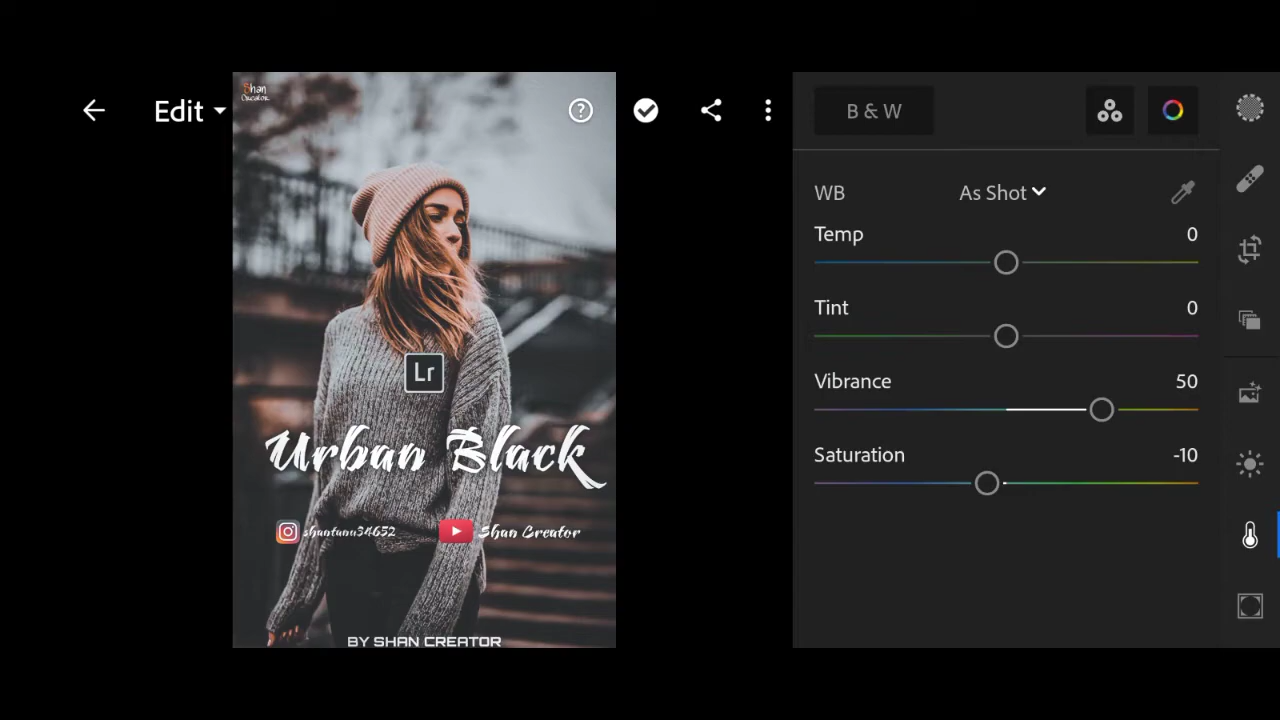 Edit
Shan
Creator
Lr
Urban Black
shantanu34652
Shan Creator
BY SHAN CREATOR
B & W
WB As Shot
Temp 0
Tint 0
Vibrance 50
Saturation -10